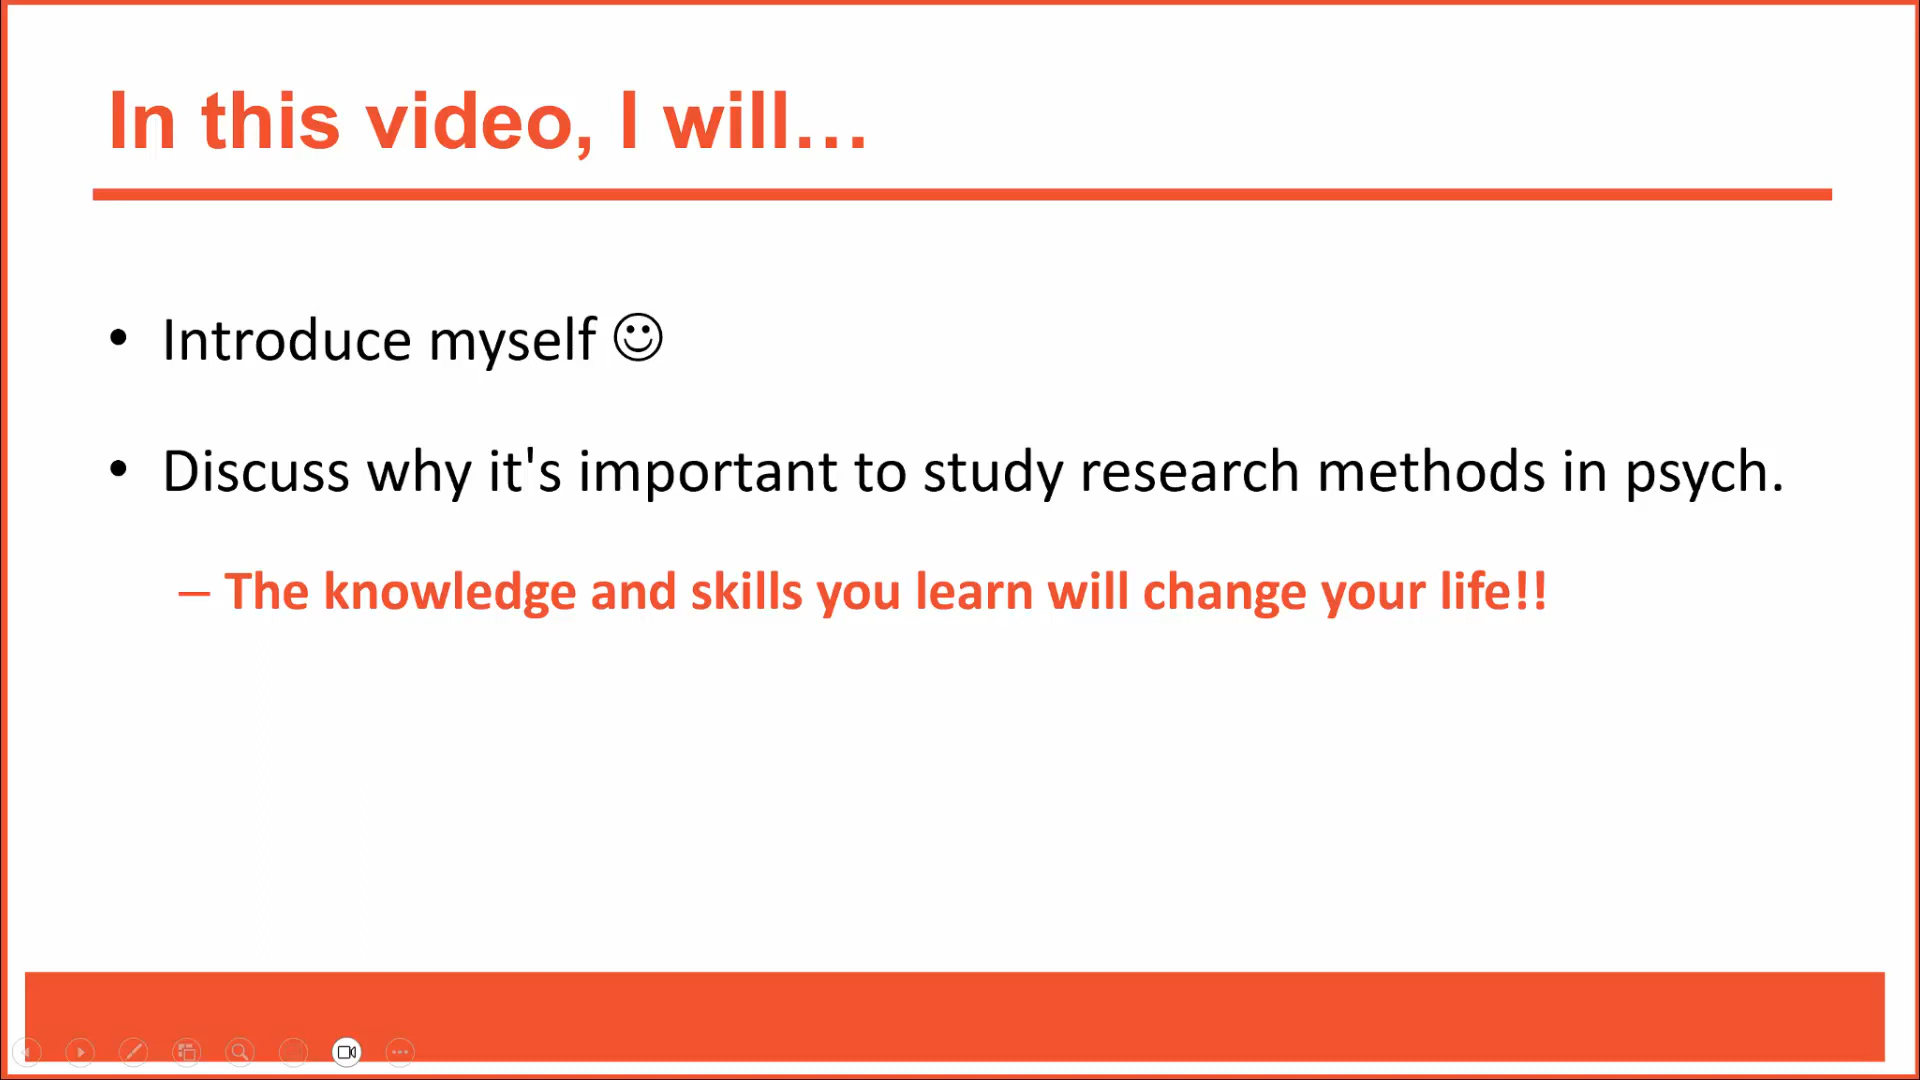 In this video, I will…
• Introduce myself ☺
• Discuss why it's important to study research methods in psych.
– The knowledge and skills you learn will change your life!!